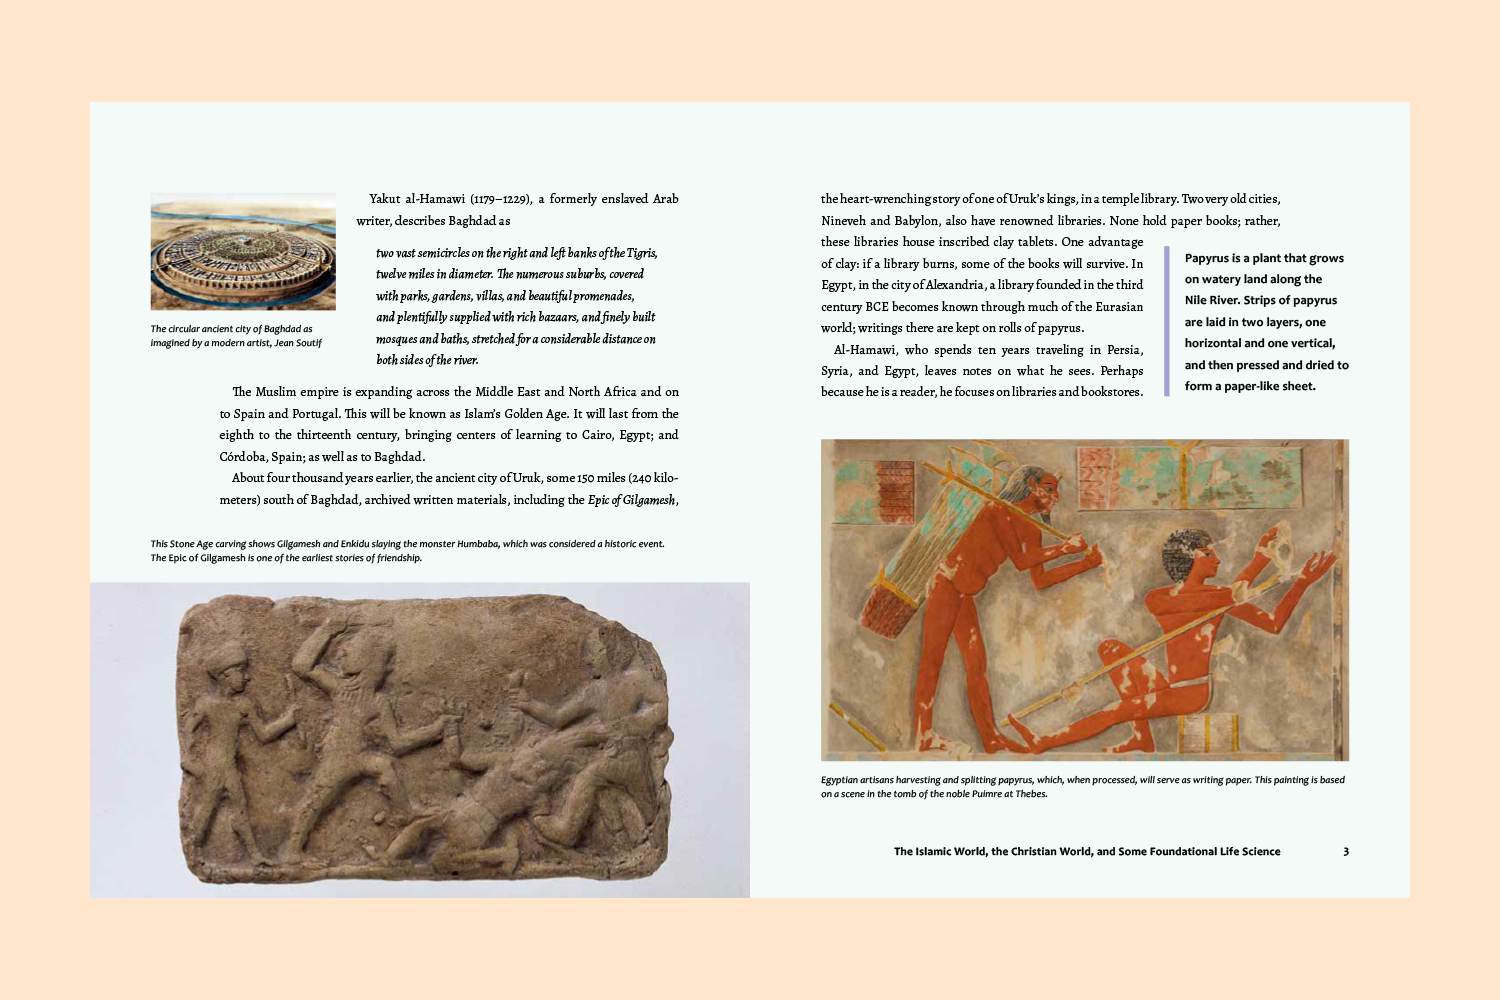 Yakut al-Hamawi (1179–1229), a formerly enslaved Arab
writer, describes Baghdad as
two vast semicircles on the right and left banks of the Tigris,
twelve miles in diameter. The numerous suburbs, covered
with parks, gardens, villas, and beautiful promenades,
and plentifully supplied with rich bazaars, and finely built
mosques and baths, stretched for a considerable distance on
both sides of the river.
The circular ancient city of Baghdad as
imagined by a modern artist, Jean Soutif
The Muslim empire is expanding across the Middle East and North Africa and on
to Spain and Portugal. This will be known as Islam's Golden Age. It will last from the
eighth to the thirteenth century, bringing centers of learning to Cairo, Egypt; and
Córdoba, Spain; as well as to Baghdad.
About four thousand years earlier, the ancient city of Uruk, some 150 miles (240 kilo-
meters) south of Baghdad, archived written materials, including the Epic of Gilgamesh,
This Stone Age carving shows Gilgamesh and Enkidu slaying the monster Humbaba, which was considered a historic event.
The Epic of Gilgamesh is one of the earliest stories of friendship.
the heart-wrenching story of one of Uruk's kings, in a temple library. Two very old cities,
Nineveh and Babylon, also have renowned libraries. None hold paper books; rather,
these libraries house inscribed clay tablets. One advantage
of clay: if a library burns, some of the books will survive. In
Egypt, in the city of Alexandria, a library founded in the third
century BCE becomes known through much of the Eurasian
world; writings there are kept on rolls of papyrus.
Al-Hamawi, who spends ten years traveling in Persia,
Syria, and Egypt, leaves notes on what he sees. Perhaps
because he is a reader, he focuses on libraries and bookstores.
Papyrus is a plant that grows
on watery land along the
Nile River. Strips of papyrus
are laid in two layers, one
horizontal and one vertical,
and then pressed and dried to
form a paper-like sheet.
Egyptian artisans harvesting and splitting papyrus, which, when processed, will serve as writing paper. This painting is based
on a scene in the tomb of the noble Puimre at Thebes.
The Islamic World, the Christian World, and Some Foundational Life Science 3